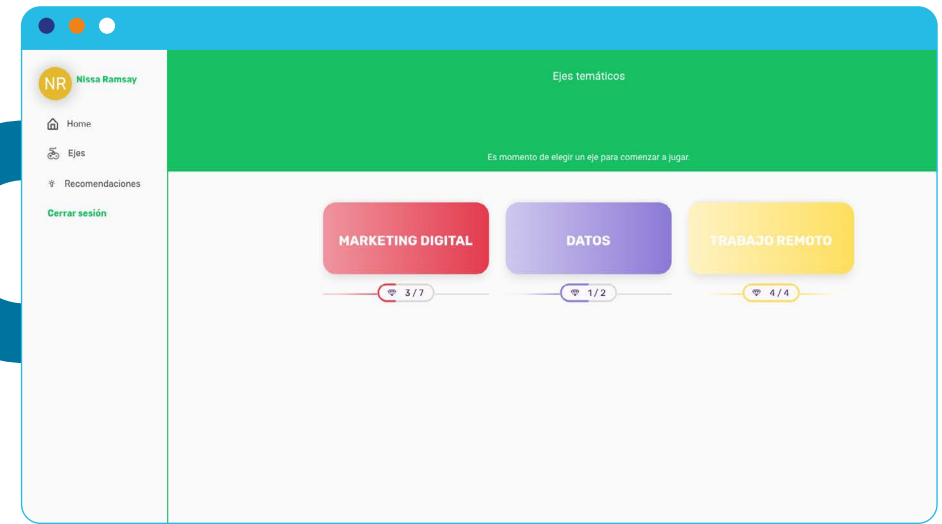 NR
Nissa Ramsay
Home
Ejes
Recomendaciones
Cerrar sesión
Ejes temáticos
Es momento de elegir un eje para comenzar a jugar.
MARKETING DIGITAL
DATOS
TRABAJO REMOTO
3 / 7
1 / 2
4 / 4